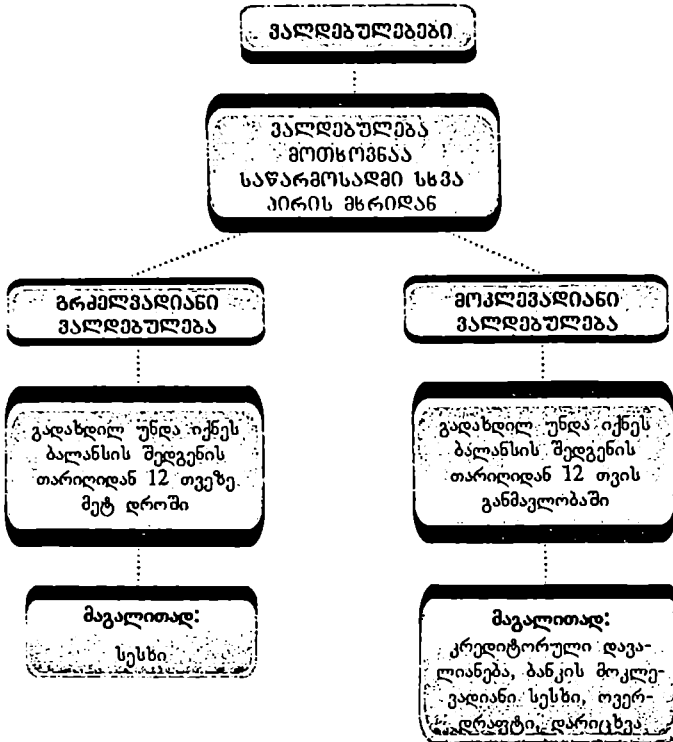 ვალდებულებები
ვალდებულება
მოთხოვნაა
საწარმოსადმი სხვა
პირის მხრიდან
გრძელვადიანი
ვალდებულება
გადახდილ უნდა იქნეს
ბალანსის შედგენის
თარიღიდან 12 თვეზე
მეტ დროში
მაგალითად:
სესხი
მოკლევადიანი
ვალდებულება
გადახდილ უნდა იქნეს
ბალანსის შედგენის
თარიღიდან 12 თვის
განმავლობაში
მაგალითად:
კრედიტორული დავა-
ლიანება, ბანკის მოკლე-
ვადიანი სესხი, ოვერ-
დრაფტი, დარიცხვა